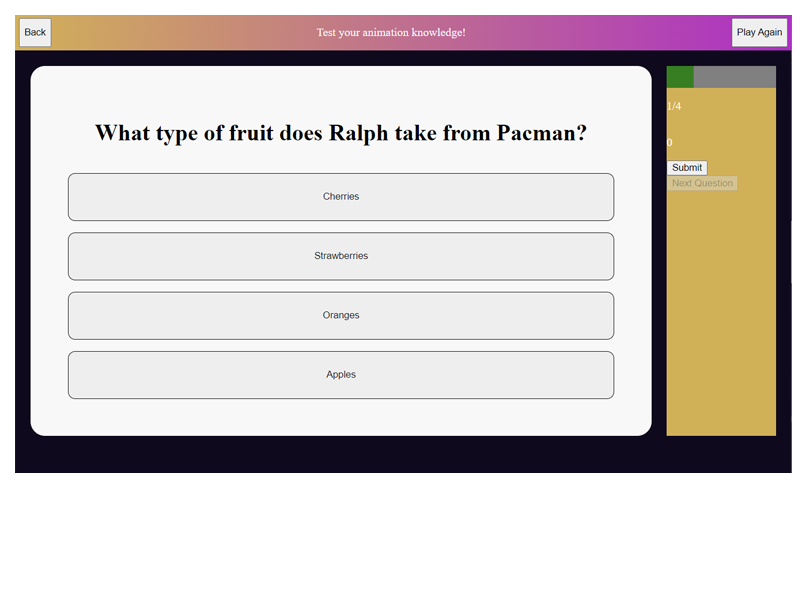 Back
Test your animation knowledge!
Play Again
What type of fruit does Ralph take from Pacman?
Cherries
Strawberries
Oranges
Apples
1/4
0
Submit
Next Question